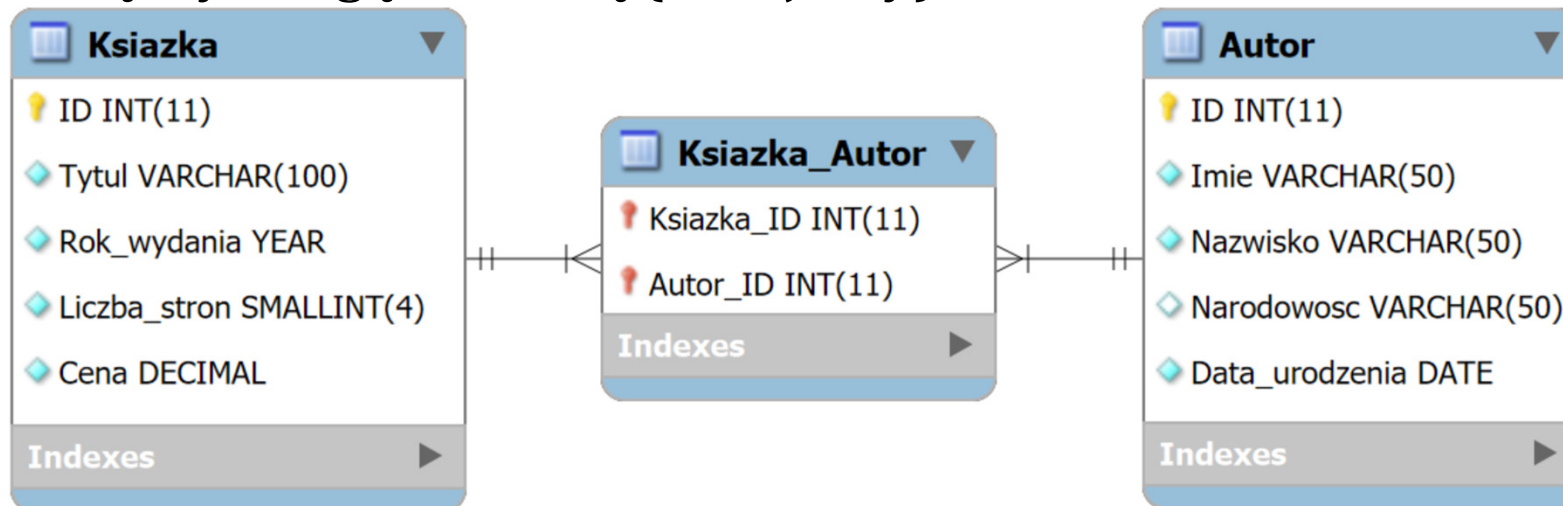 Ksiazka
ID INT(11)
Tytul VARCHAR(100)
Rok_wydania YEAR
Liczba_stron SMALLINT(4)
Cena DECIMAL
Indexes
Ksiazka_Autor
Ksiazka_ID INT(11)
Autor_ID INT(11)
Indexes
Autor
ID INT(11)
Imie VARCHAR(50)
Nazwisko VARCHAR(50)
Narodowosc VARCHAR(50)
Data_urodzenia DATE
Indexes